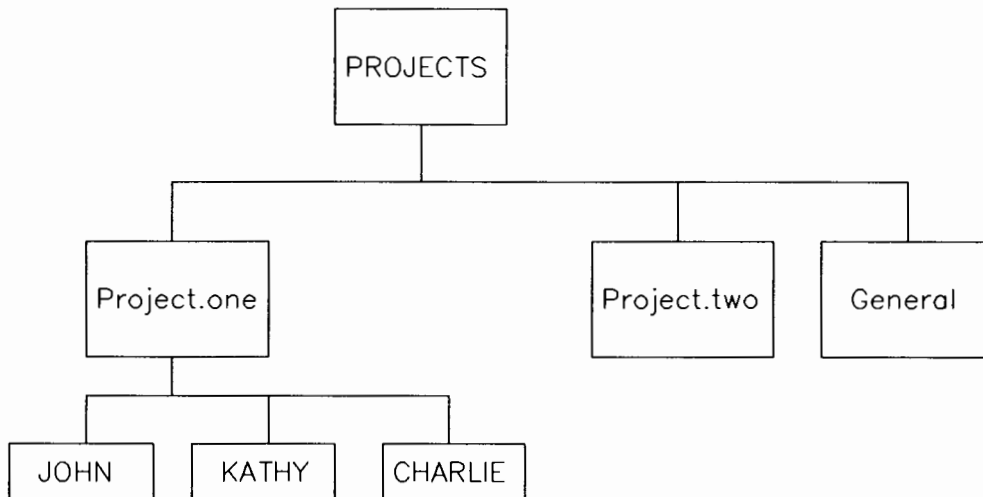 PROJECTS
Project.one
Project.two
General
JOHN
KATHY
CHARLIE